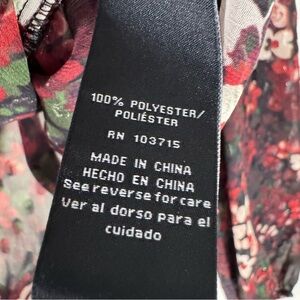 100% POLYESTER/
POLIÉSTER
RN 103715
MADE IN CHINA
HECHO EN CHINA
See reverse for care
Ver al dorso para el
cuidado